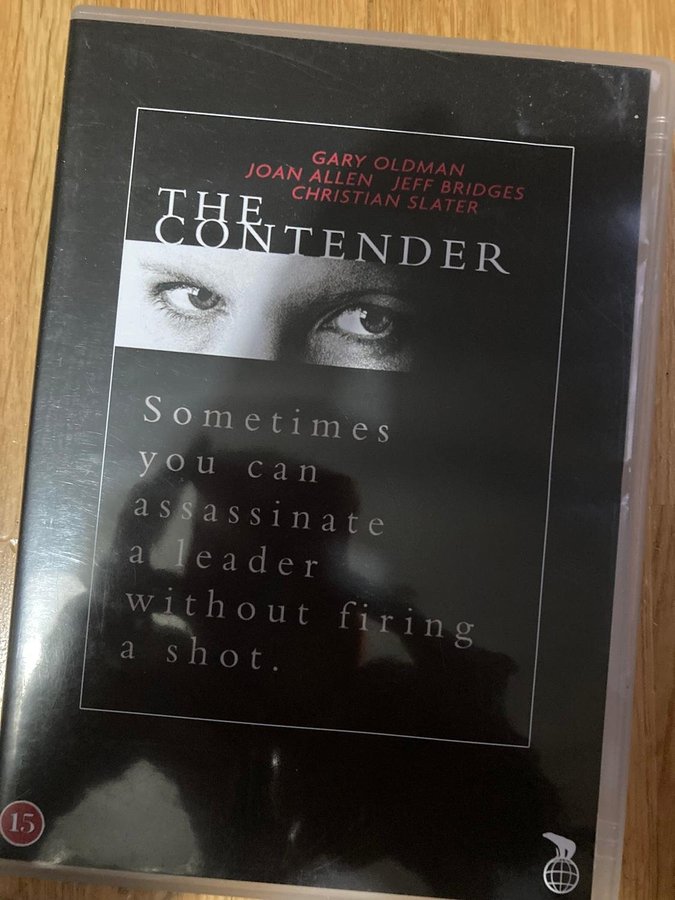 GARY OLDMAN
JOAN ALLEN JEFF BRIDGES
CHRISTIAN SLATER
THE
CONTENDER
Sometimes
you can
assassinate
a leader
without firing
a shot.
15